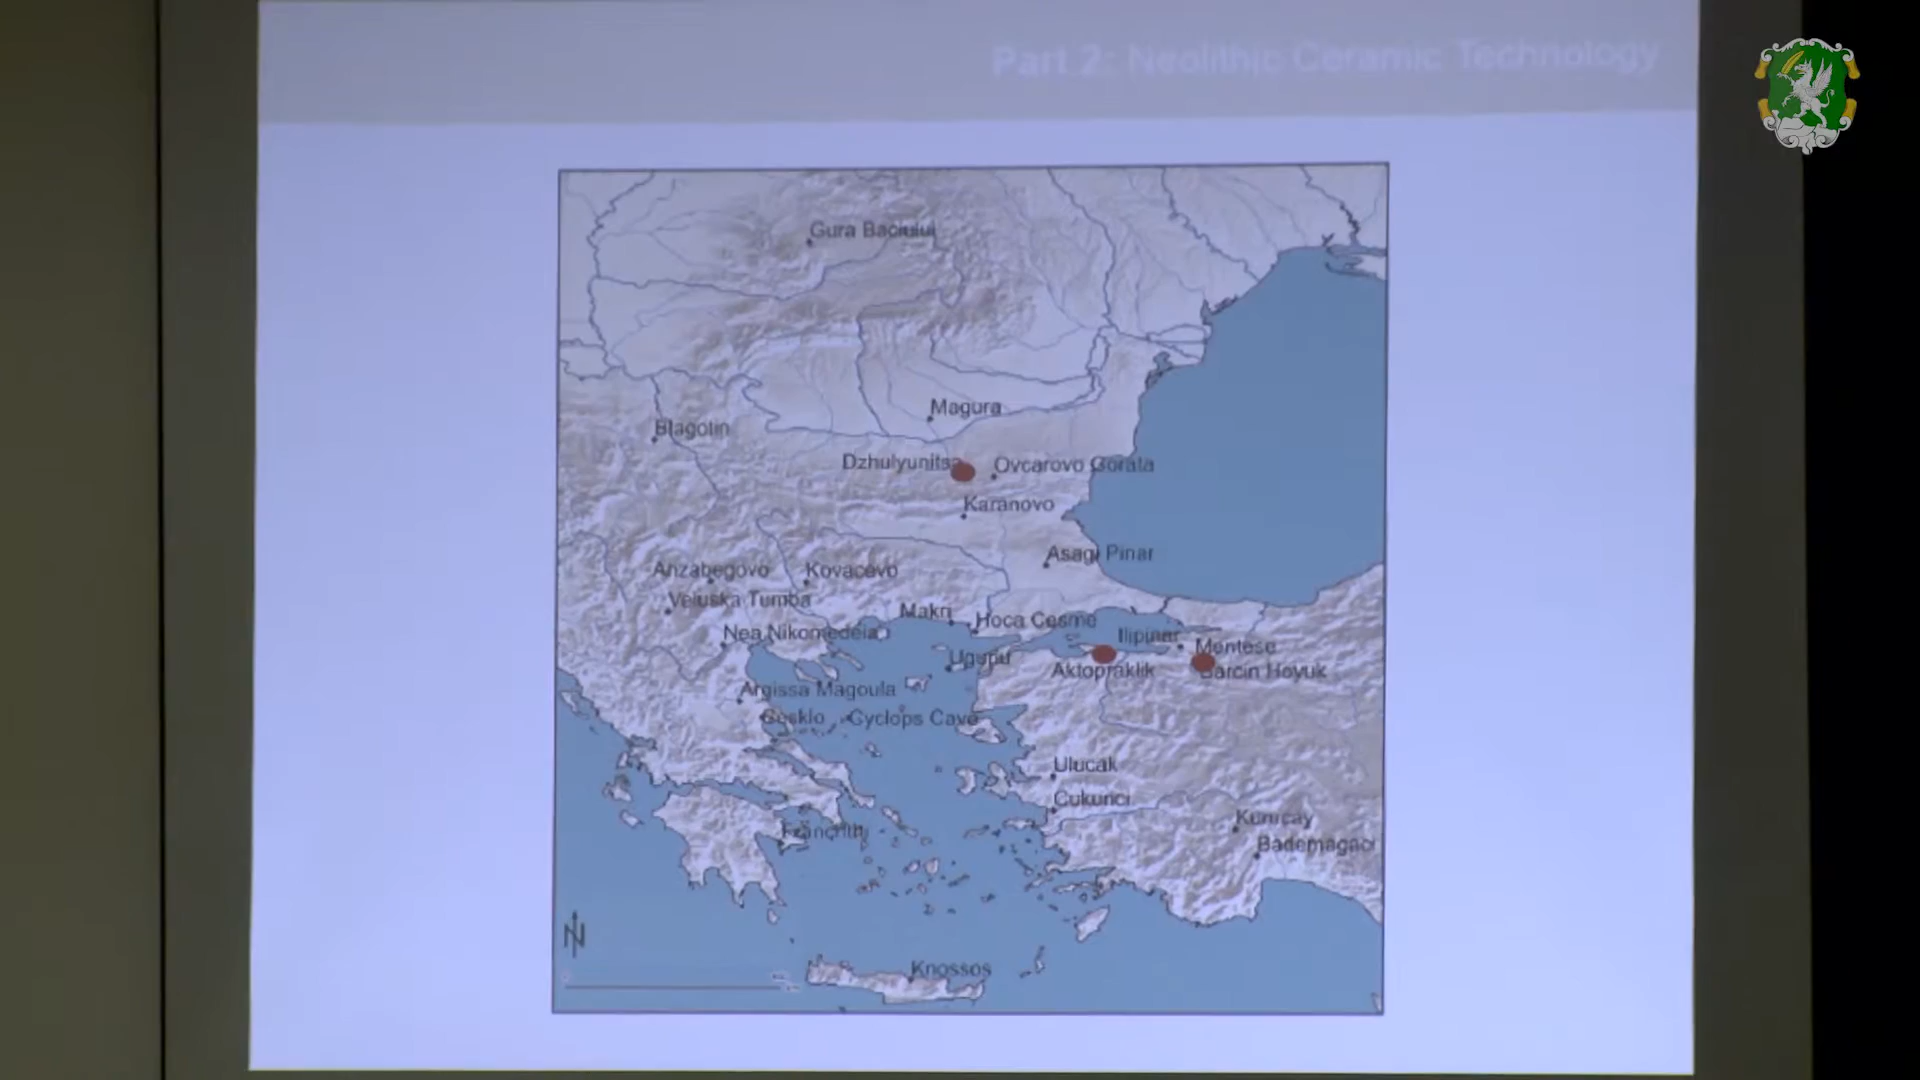 Part 2: Neolithic Ceramic Technology
Gura Baciului
Magura
Blagotin
Dzhulyunitsa
Ovcarovo Gorata
Karanovo
Asagi Pinar
Anzabegovo
Kovacevo
Veluska Tumba
Makri
Hoca Cesme
Nea Nikomedeia
Ilipinar
Mentese
Ugurlu
Aktopraklik
Barcin Hoyuk
Argissa Magoula
Sesklo
Cyclops Cave
Ulucak
Cukurici
Franchthi
Kurucay
Bademagaci
N
Knossos